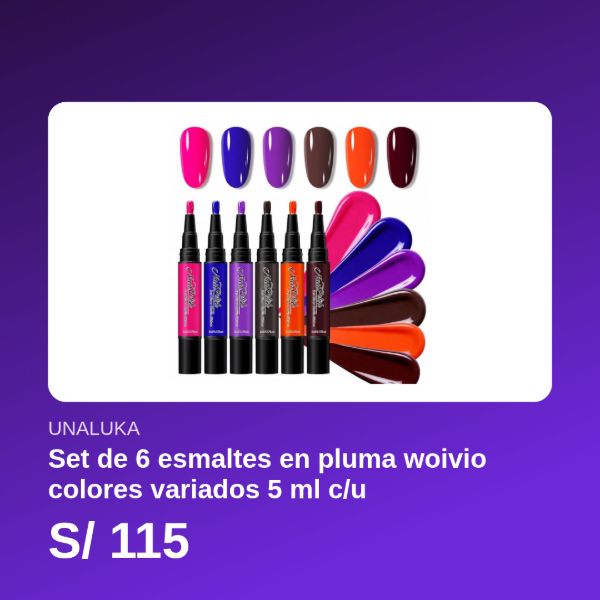 UNALUKA
Set de 6 esmaltes en pluma woivio
colores variados 5 ml c/u
S/ 115